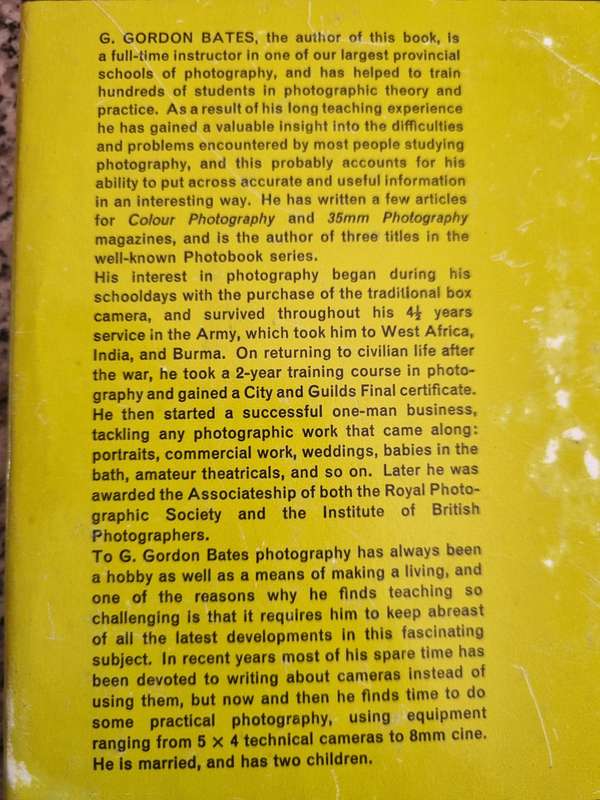 G. GORDON BATES, the author of this book, is
a full-time instructor in one of our largest provincial
schools of photography, and has helped to train
hundreds of students in photographic theory and
practice. As a result of his long teaching experience
he has gained a valuable insight into the difficulties
and problems encountered by most people studying
photography, and this probably accounts for his
ability to put across accurate and useful information
in an interesting way. He has written a few articles
for Colour Photography and 35mm Photography
magazines, and is the author of three titles in the
well-known Photobook series.
His interest in photography began during his
schooldays with the purchase of the traditional box
camera, and survived throughout his 4½ years
service in the Army, which took him to West Africa,
India, and Burma. On returning to civilian life after
the war, he took a 2-year training course in photo-
graphy and gained a City and Guilds Final certificate.
He then started a successful one-man business,
tackling any photographic work that came along:
portraits, commercial work, weddings, babies in the
bath, amateur theatricals, and so on. Later he was
awarded the Associateship of both the Royal Photo-
graphic Society and the Institute of British
Photographers.
To G. Gordon Bates photography has always been
a hobby as well as a means of making a living, and
one of the reasons why he finds teaching so
challenging is that it requires him to keep abreast
of all the latest developments in this fascinating
subject. In recent years most of his spare time has
been devoted to writing about cameras instead of
using them, but now and then he finds time to do
some practical photography, using equipment
ranging from 5 × 4 technical cameras to 8mm cine.
He is married, and has two children.